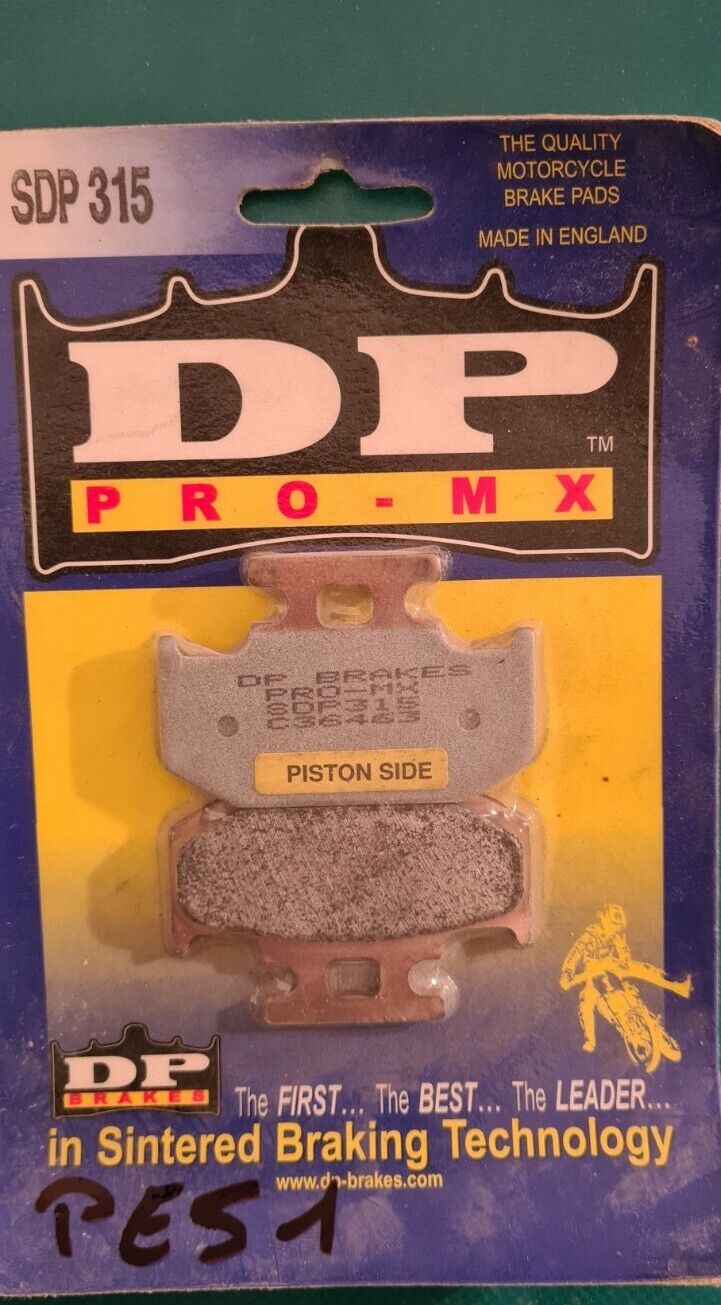 SDP 315
THE QUALITY
MOTORCYCLE
BRAKE PADS
MADE IN ENGLAND
DP
TM
PRO-MX
DP BRAKES
PRO-MX
SDP315
C36463
PISTON SIDE
DP
BRAKES
The FIRST... The BEST... The LEADER...
in Sintered Braking Technology
www.dp-brakes.com
PES1